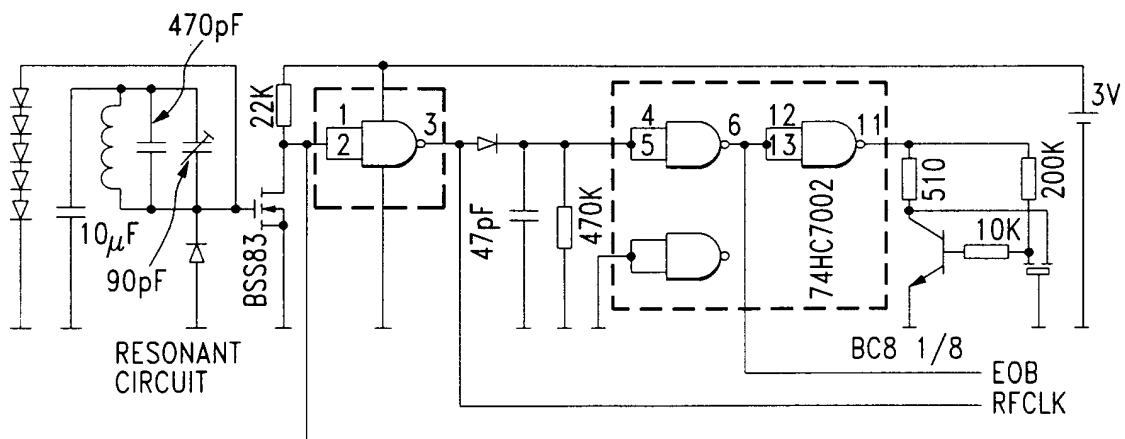 470pF
3V
22K
1
2
3
4
5
6
12
13
11
510
200K
10μF
90pF
BSS83
47pF
470K
74HC7002
10K
RESONANT
CIRCUIT
BC8 1/8
EOB
RFCLK